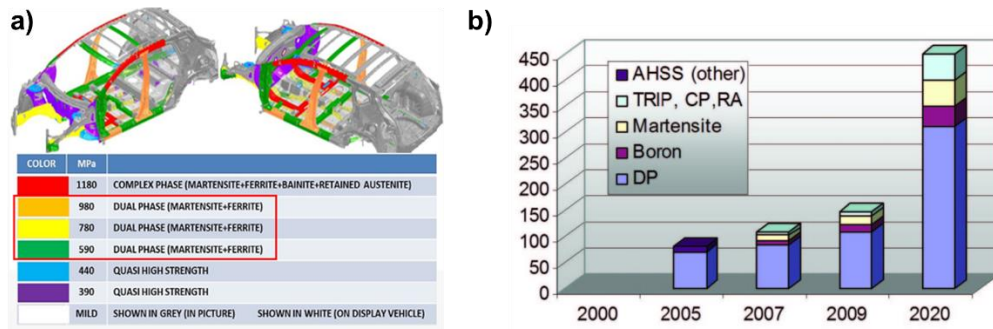 a)
COLOR MPa
1180 COMPLEX PHASE (MARTENSITE+FERRITE+BAINITE+RETAINED AUSTENITE)
980 DUAL PHASE (MARTENSITE+FERRITE)
780 DUAL PHASE (MARTENSITE+FERRITE)
590 DUAL PHASE (MARTENSITE+FERRITE)
440 QUASI HIGH STRENGTH
390 QUASI HIGH STRENGTH
MILD SHOWN IN GREY (IN PICTURE) SHOWN IN WHITE (ON DISPLAY VEHICLE)
b)
450
400
350
300
250
200
150
100
50
0
AHSS (other)
TRIP, CP,RA
Martensite
Boron
DP
2000 2005 2007 2009 2020